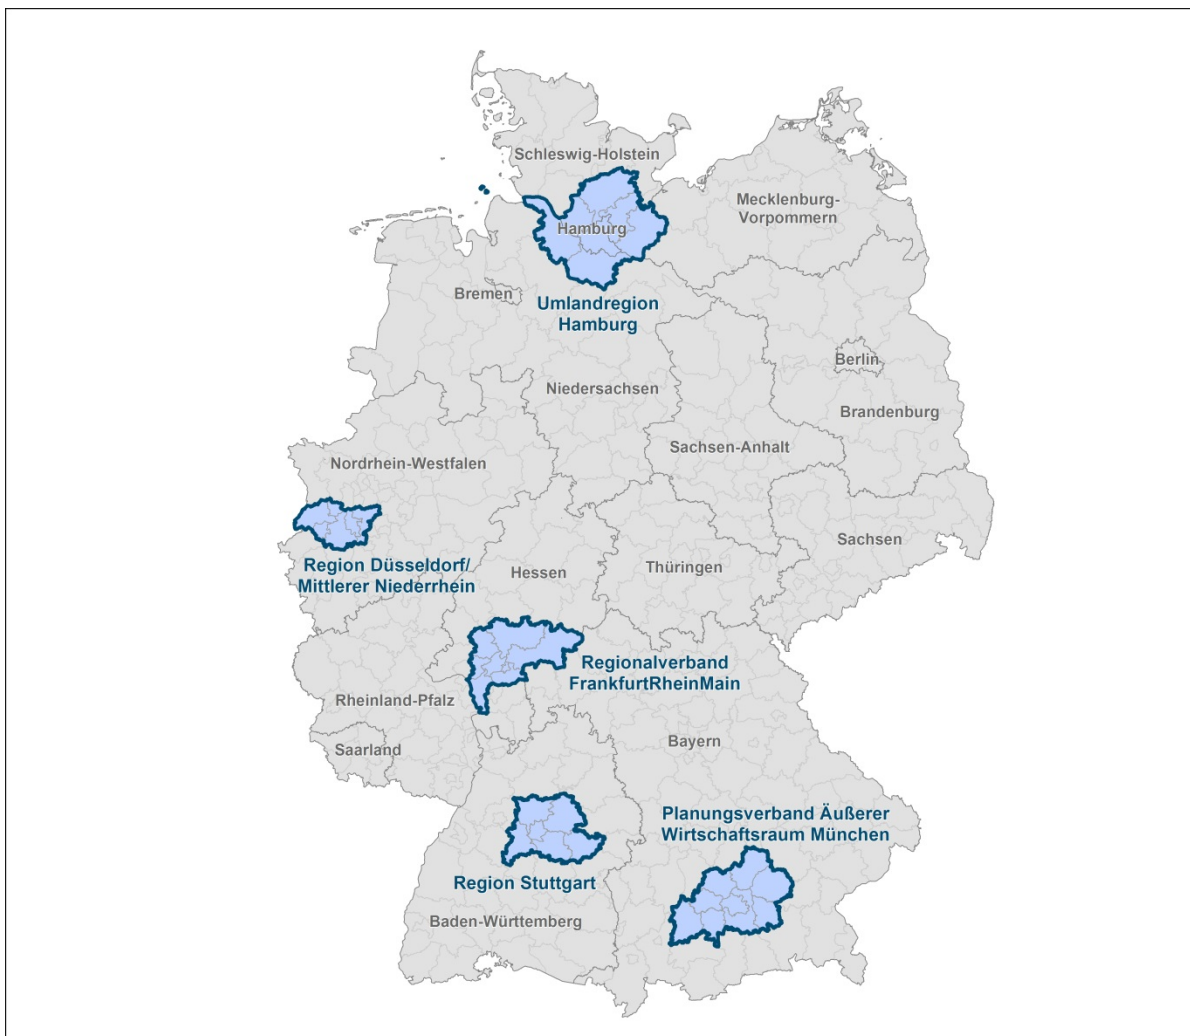 Schleswig-Holstein
Mecklenburg-
Vorpommern
Hamburg
Bremen
Umlandregion
Hamburg
Berlin
Niedersachsen
Brandenburg
Sachsen-Anhalt
Nordrhein-Westfalen
Sachsen
Region Düsseldorf/
Mittlerer Niederrhein
Hessen
Thüringen
Regionalverband
FrankfurtRheinMain
Rheinland-Pfalz
Saarland
Bayern
Planungsverband Äußerer
Wirtschaftsraum München
Region Stuttgart
Baden-Württemberg